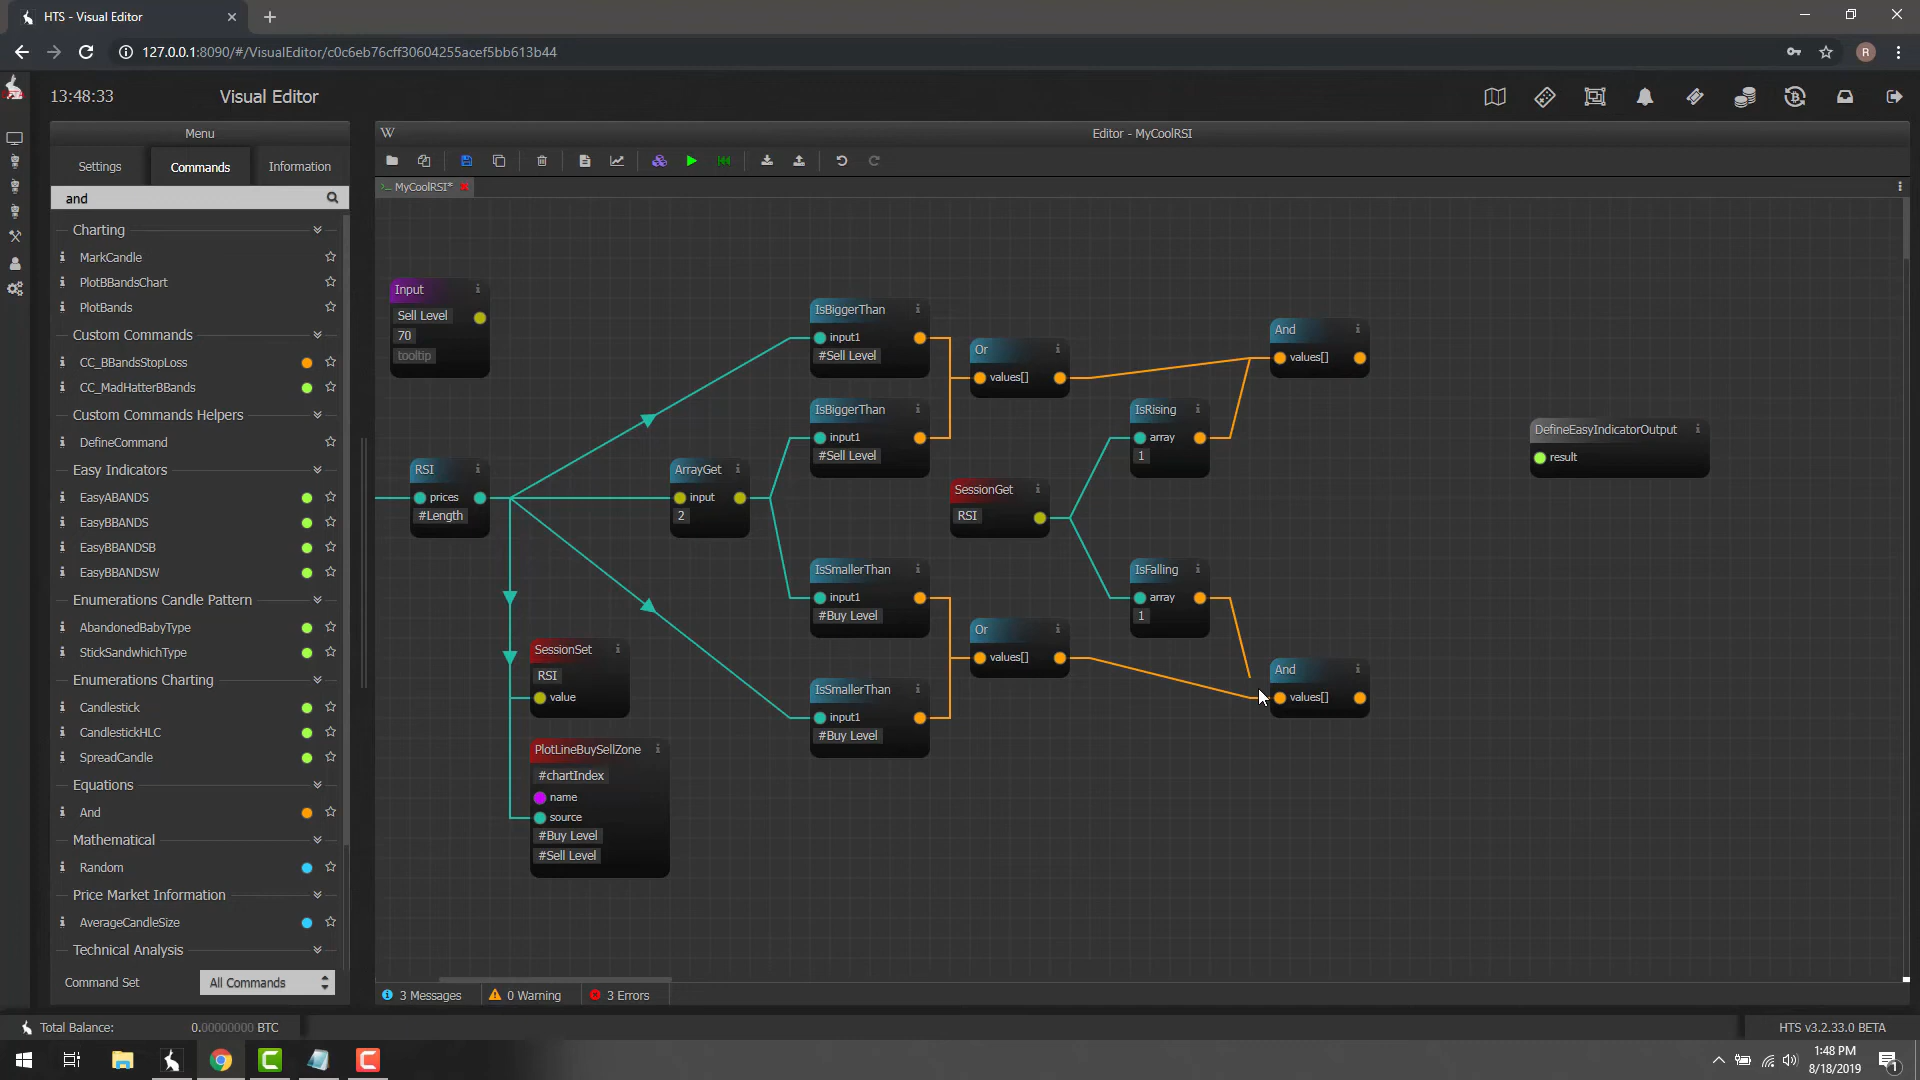 HTS - Visual Editor
127.0.0.1:8090/#/VisualEditor/c0c6eb76cff30604255acef5bb613b44
R
13:48:33
Visual Editor
Menu
Settings
Commands
Information
and
Charting
MarkCandle
PlotBBandsChart
PlotBands
Custom Commands
CC_BBandsStopLoss
CC_MadHatterBBands
Custom Commands Helpers
DefineCommand
Easy Indicators
EasyABANDS
EasyBBANDS
EasyBBANDSB
EasyBBANDSW
Enumerations Candle Pattern
AbandonedBabyType
StickSandwhichType
Enumerations Charting
Candlestick
CandlestickHLC
SpreadCandle
Equations
And
Mathematical
Random
Price Market Information
AverageCandleSize
Technical Analysis
Command Set
All Commands
W
Editor - MyCoolRSI
MyCoolRSI*
Input
Sell Level
70
tooltip
RSI
prices
#Length
SessionSet
RSI
value
PlotLineBuySellZone
#chartIndex
name
source
#Buy Level
#Sell Level
ArrayGet
input
2
IsBiggerThan
input1
#Sell Level
IsBiggerThan
input1
#Sell Level
IsSmallerThan
input1
#Buy Level
IsSmallerThan
input1
#Buy Level
Or
values[]
SessionGet
RSI
Or
values[]
IsRising
array
1
IsFalling
array
1
And
values[]
And
values[]
DefineEasyIndicatorOutput
result
3 Messages
0 Warning
3 Errors
Total Balance:
0.00000000 BTC
HTS v3.2.33.0 BETA
1:48 PM
8/18/2019
1